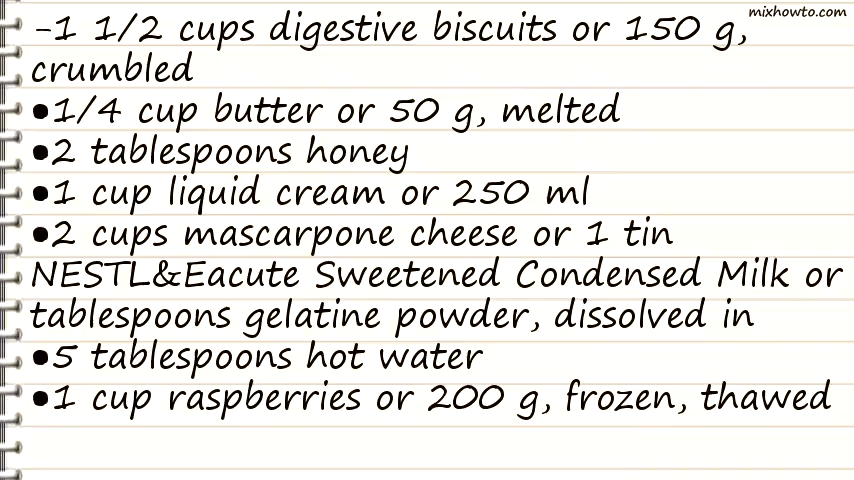 mixhowto.com
-1 1/2 cups digestive biscuits or 150 g,
crumbled
•1/4 cup butter or 50 g, melted
•2 tablespoons honey
•1 cup liquid cream or 250 ml
•2 cups mascarpone cheese or 1 tin
NESTL&Eacute Sweetened Condensed Milk or
tablespoons gelatine powder, dissolved in
•5 tablespoons hot water
•1 cup raspberries or 200 g, frozen, thawed